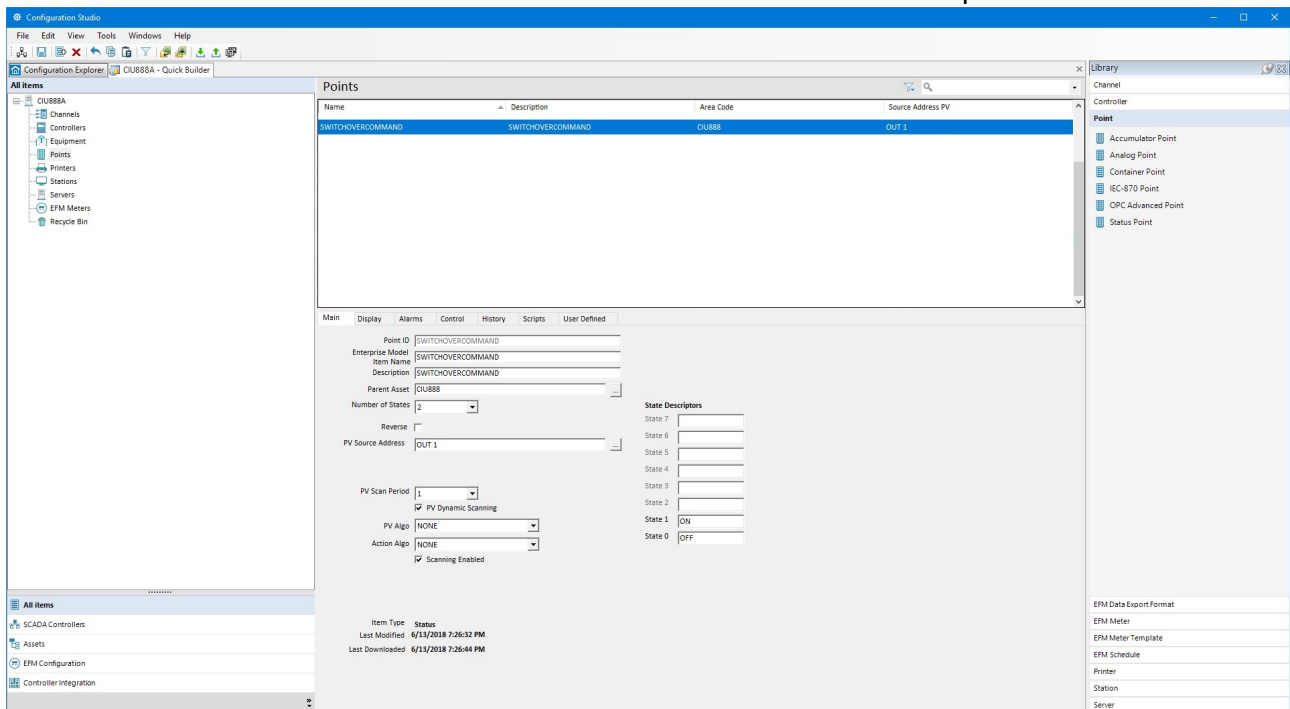 Configuration Studio
File Edit View Tools Windows Help
Configuration Explorer CIU888A - Quick Builder
All items
CIU888A
Channels
Controllers
Equipment
Points
Printers
Stations
Servers
EFM Meters
Recycle Bin
All items
SCADA Controllers
Assets
EFM Configuration
Controller Integration
Points
Name Description Area Code Source Address PV
SWITCHOVERCOMMAND SWITCHOVERCOMMAND CIU888 OUT 1
Main Display Alarms Control History Scripts User Defined
Point ID SWITCHOVERCOMMAND
Enterprise Model
Item Name SWITCHOVERCOMMAND
Description SWITCHOVERCOMMAND
Parent Asset CIU888 ...
Number of States 2
Reverse
PV Source Address OUT 1 ...
PV Scan Period 1
PV Dynamic Scanning
PV Algo NONE
Action Algo NONE
Scanning Enabled
Item Type Status
Last Modified 6/13/2018 7:26:32 PM
Last Downloaded 6/13/2018 7:26:44 PM
State Descriptors
State 7
State 6
State 5
State 4
State 3
State 2
State 1 ON
State 0 OFF
Library
Channel
Controller
Point
Accumulator Point
Analog Point
Container Point
IEC-870 Point
OPC Advanced Point
Status Point
EFM Data Export Format
EFM Meter
EFM Meter Template
EFM Schedule
Printer
Station
Server